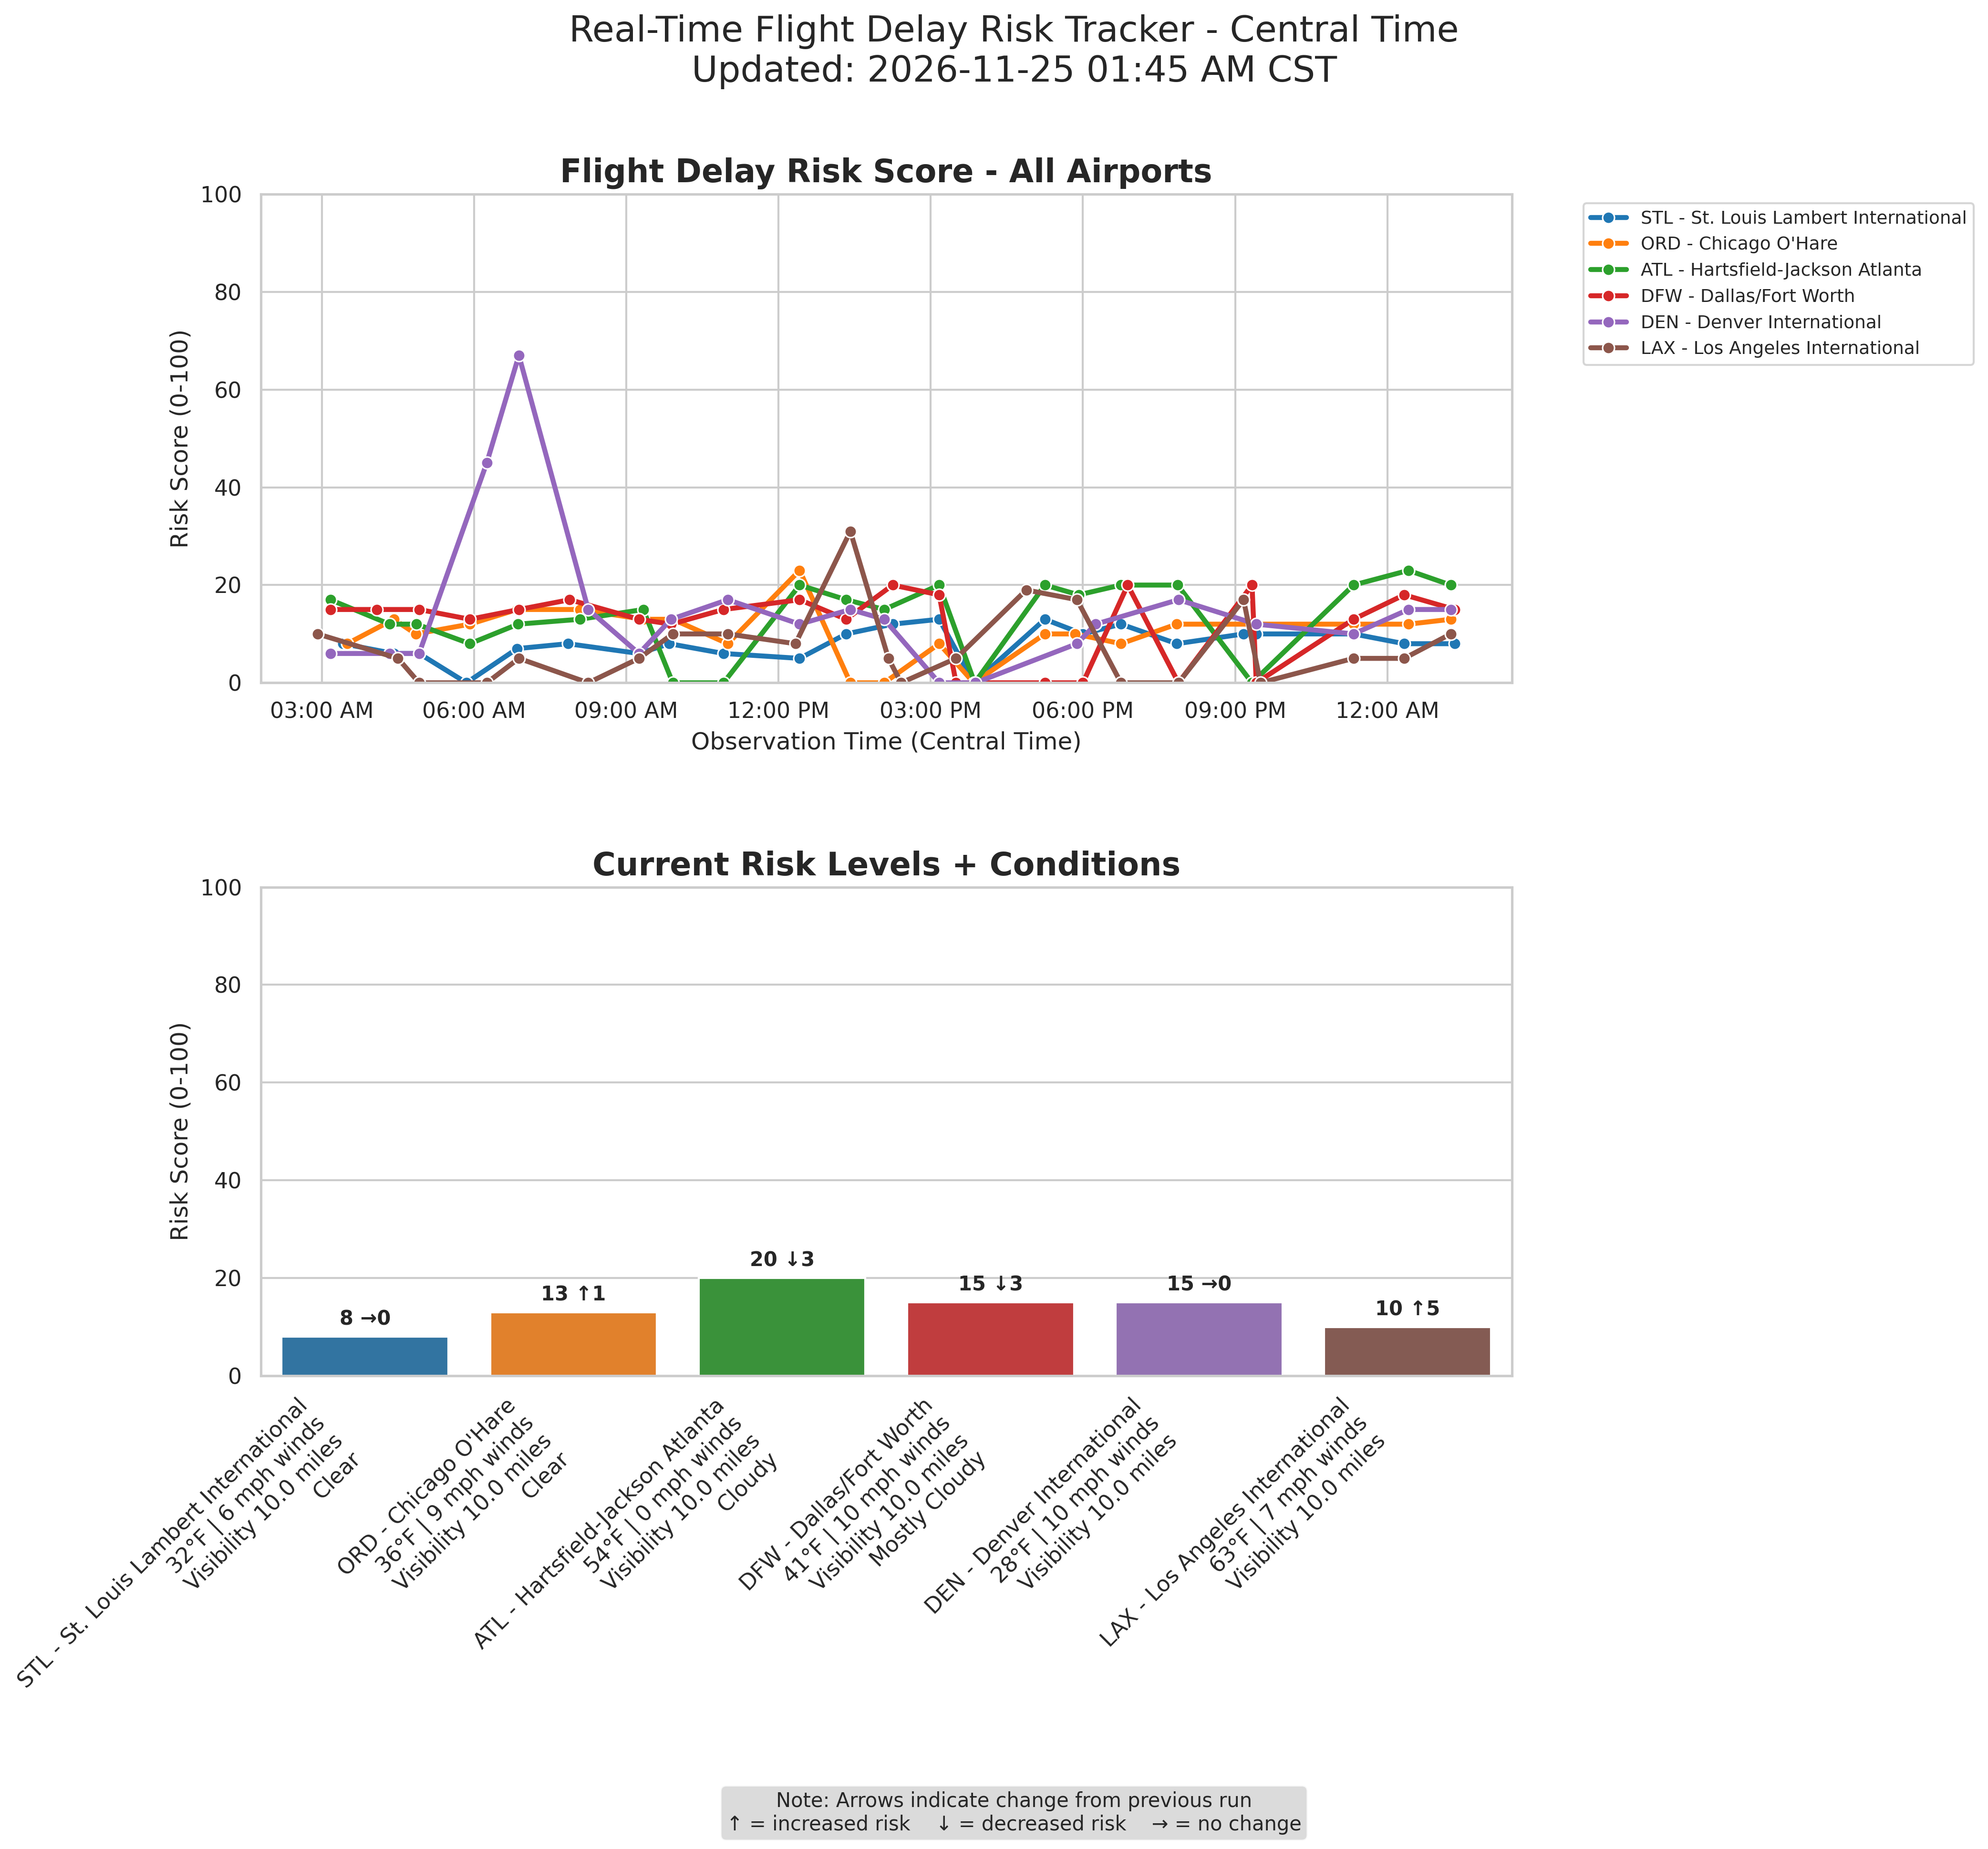 Real-Time Flight Delay Risk Tracker - Central Time
Updated: 2026-11-25 01:45 AM CST
Flight Delay Risk Score - All Airports
100
80
60
40
20
0
Risk Score (0-100)
03:00 AM
06:00 AM
09:00 AM
12:00 PM
03:00 PM
06:00 PM
09:00 PM
12:00 AM
Observation Time (Central Time)
STL - St. Louis Lambert International
ORD - Chicago O'Hare
ATL - Hartsfield-Jackson Atlanta
DFW - Dallas/Fort Worth
DEN - Denver International
LAX - Los Angeles International
Current Risk Levels + Conditions
100
80
60
40
20
0
Risk Score (0-100)
8 →0
13 ↑1
20 ↓3
15 ↓3
15 →0
10 ↑5
STL - St. Louis Lambert International
32°F | 6 mph winds
Visibility 10.0 miles
Clear
ORD - Chicago O'Hare
36°F | 9 mph winds
Visibility 10.0 miles
Clear
ATL - Hartsfield-Jackson Atlanta
54°F | 0 mph winds
Visibility 10.0 miles
Cloudy
DFW - Dallas/Fort Worth
41°F | 10 mph winds
Visibility 10.0 miles
Mostly Cloudy
DEN - Denver International
28°F | 10 mph winds
Visibility 10.0 miles
LAX - Los Angeles International
63°F | 7 mph winds
Visibility 10.0 miles
Note: Arrows indicate change from previous run
↑ = increased risk ↓ = decreased risk → = no change